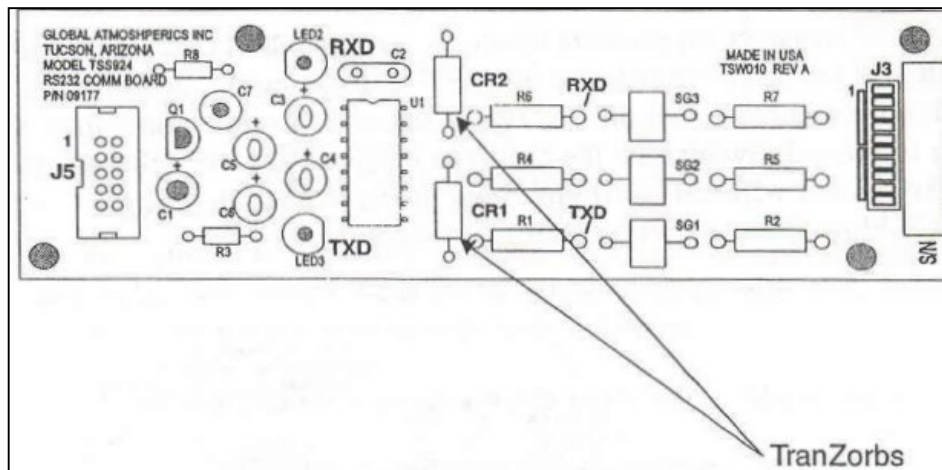 GLOBAL ATMOSHPERICS INC
TUCSON, ARIZONA
MODEL TSS924
RS232 COMM BOARD
P/N 09177
R8
LED2
RXD
C2
Q1
C7
C3
U1
CR2
R6
RXD
SG3
R7
MADE IN USA
TSW010 REV A
J3
1
1
J5
C5
C4
R4
SG2
R5
C1
C6
R3
TXD
LED3
CR1
R1
TXD
SG1
R2
S/N
TranZorbs